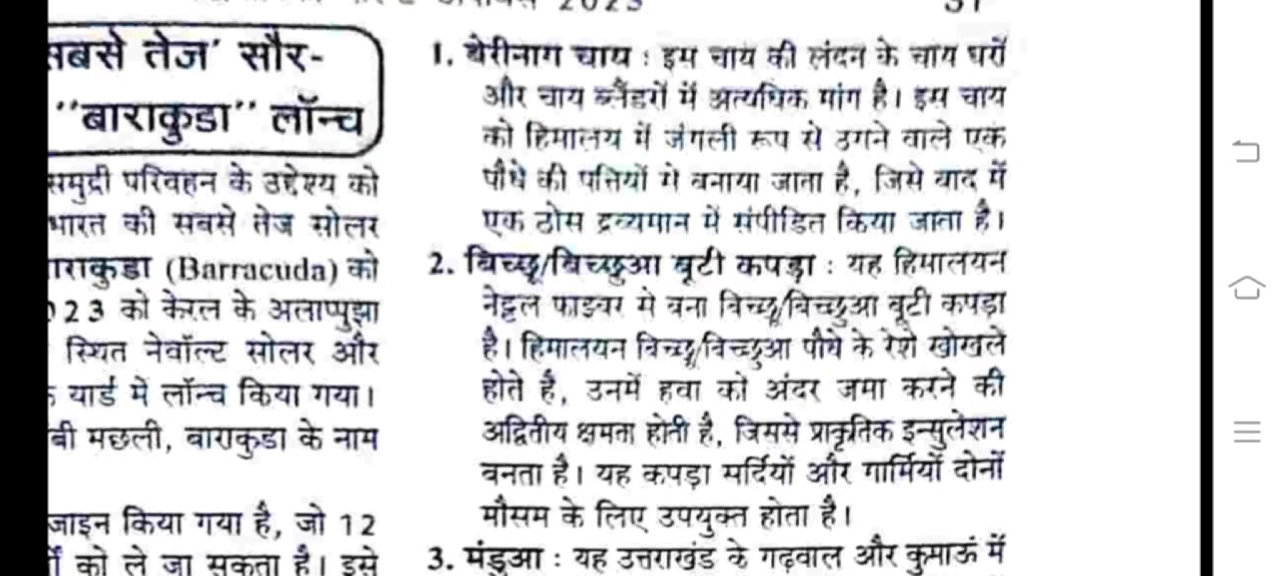 सबसे तेज' सौर-
"बाराकुडा" लॉन्च
समुद्री परिवहन के उद्देश्य को
भारत की सबसे तेज सोलर
बाराकुडा (Barracuda) को
023 को केरल के अलाप्पुझा
स्थित नेवॉल्ट सोलर और
यार्ड में लॉन्च किया गया।
बी मछली, बाराकुडा के नाम
जाइन किया गया है, जो 12
को ले जा सकता है। इसे
2023
1. बेरीनाग चाय : इस चाय की लंदन के चाय घरों
और चाय ब्लैंडरों में अत्यधिक मांग है। इस चाय
को हिमालय में जंगली रूप से उगने वाले एक
पौधे की पत्तियों से बनाया जाता है, जिसे बाद में
एक ठोस द्रव्यमान में संपीडित किया जाता है।
2. बिच्छू/बिच्छुआ बूटी कपड़ा : यह हिमालयन
नेट्टल फाइबर से बना बिच्छू/बिच्छुआ बूटी कपड़ा
है। हिमालयन बिच्छू/बिच्छुआ पौधे के रेशे खोखले
होते हैं, उनमें हवा को अंदर जमा करने की
अद्वितीय क्षमता होती है, जिससे प्राकृतिक इन्सुलेशन
बनता है। यह कपड़ा सर्दियों और गार्मियों दोनों
मौसम के लिए उपयुक्त होता है।
3. मंडुआ : यह उत्तराखंड के गढ़वाल और कुमाऊं में